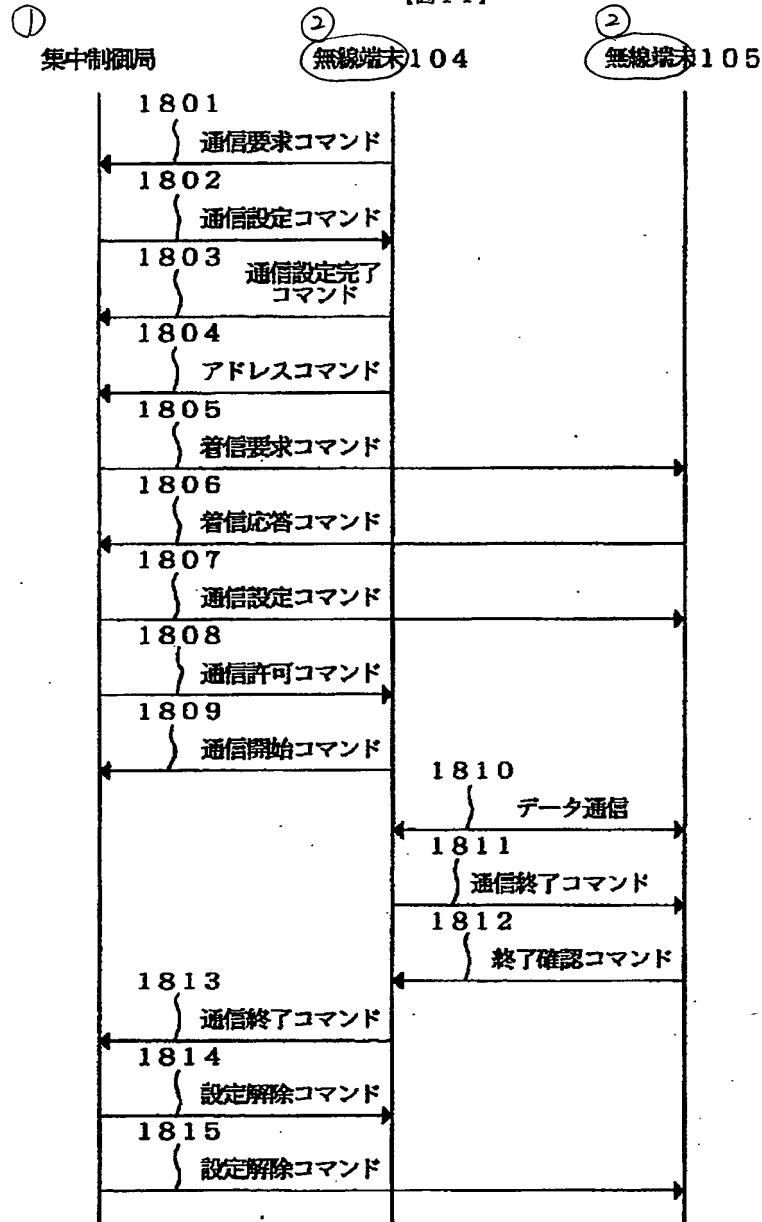 ① ② ②
集中制御局 無線端末104 無線端末105
1801
通信要求コマンド
1802
通信設定コマンド
1803
通信設定完了
コマンド
1804
アドレスコマンド
1805
着信要求コマンド
1806
着信応答コマンド
1807
通信設定コマンド
1808
通信許可コマンド
1809
通信開始コマンド
1810
データ通信
1811
通信終了コマンド
1812
終了確認コマンド
1813
通信終了コマンド
1814
設定解除コマンド
1815
設定解除コマンド